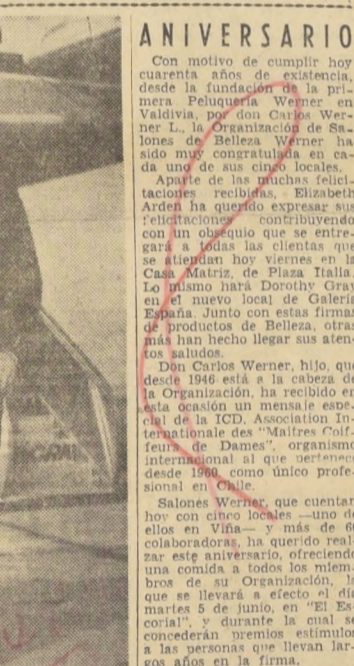 ANIVERSARIO
Con motivo de cumplir hoy
cuarenta años de existencia,
desde la fundación de la pri-
mera Peluquería Werner en
Valdivia, por don Carlos Wer-
ner L., la Organización de Sa-
lones de Belleza Werner ha
sido muy congratulada en ca-
da uno de sus cinco locales.
Aparte de las muchas felici-
taciones recibidas, Elizabeth
Arden ha querido expresar sus
felicitaciones contribuyendo
con un obsequio que se entre-
gará a todas las clientas que
se atiendan hoy viernes en la
Casa Matriz, de Plaza Italia.
Lo mismo hará Dorothy Gray
en el nuevo local de Galería
España. Junto con estas firmas
de productos de Belleza, otras
más han hecho llegar sus aten-
tos saludos.
Don Carlos Werner, hijo, que
desde 1946 está a la cabeza de
la Organización, ha recibido en
esta ocasión un mensaje espe-
cial de la ICD, Association In-
ternationale des "Maitres Coif-
feurs de Dames", organismo
internacional al que pertenece
desde 1960, como único profe-
sional en Chile.
Salones Werner, que cuentan
hoy con cinco locales —uno de
ellos en Viña— y más de 60
colaboradoras, ha querido real-
zar este aniversario, ofreciendo
una comida a todos los miem-
bros de su Organización, la
que se llevará a efecto el día
martes 5 de junio, en "El Es-
corial", y durante la cual se
concederán premios estímulos
a las personas que llevan lar-
gos años en la firma.